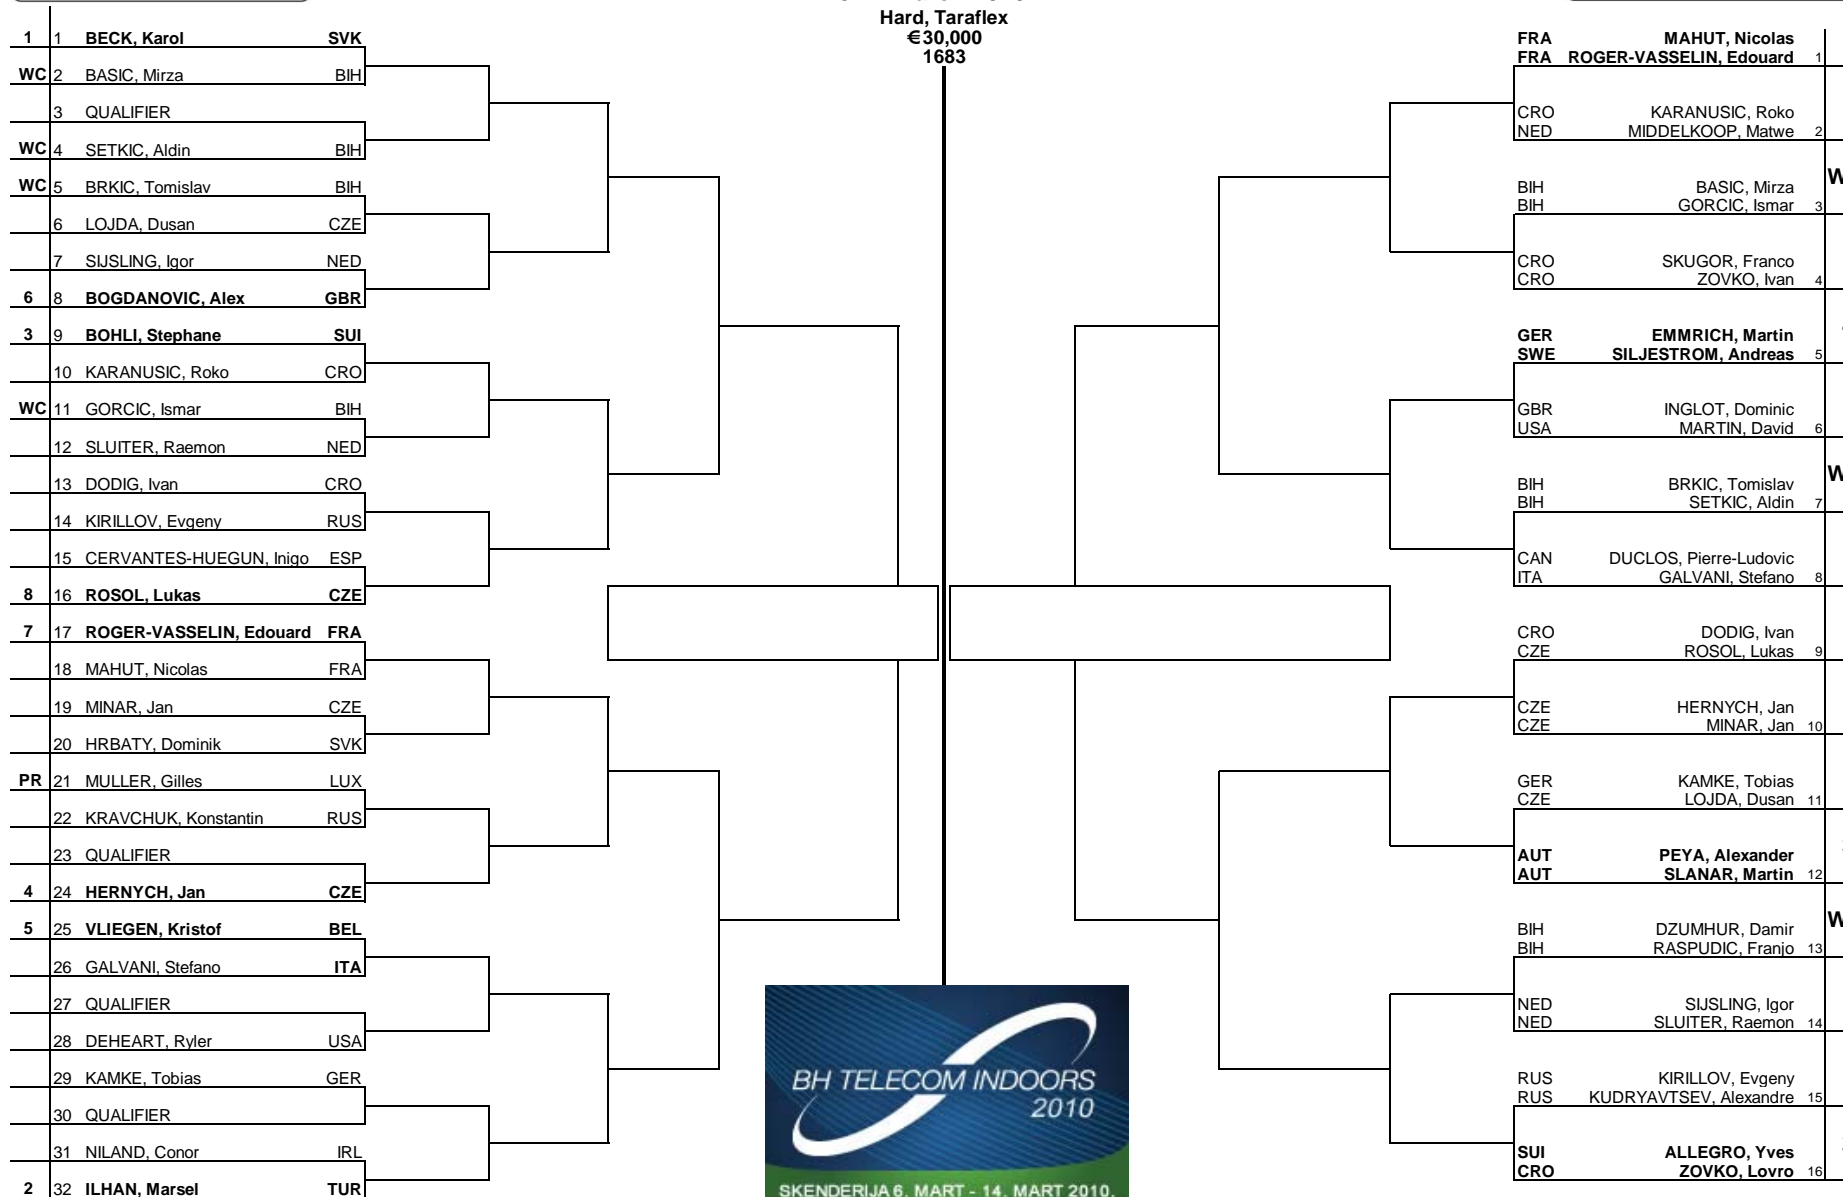 Hard, Taraflex
€30,000
1683
1 1 BECK, Karol SVK
WC 2 BASIC, Mirza BIH
3 QUALIFIER
WC 4 SETKIC, Aldin BIH
WC 5 BRKIC, Tomislav BIH
6 LOJDA, Dusan CZE
7 SIJSLING, Igor NED
6 8 BOGDANOVIC, Alex GBR
3 9 BOHLI, Stephane SUI
10 KARANUSIC, Roko CRO
WC 11 GORCIC, Ismar BIH
12 SLUITER, Raemon NED
13 DODIG, Ivan CRO
14 KIRILLOV, Evgeny RUS
15 CERVANTES-HUEGUN, Inigo ESP
8 16 ROSOL, Lukas CZE
7 17 ROGER-VASSELIN, Edouard FRA
18 MAHUT, Nicolas FRA
19 MINAR, Jan CZE
20 HRBATY, Dominik SVK
PR 21 MULLER, Gilles LUX
22 KRAVCHUK, Konstantin RUS
23 QUALIFIER
4 24 HERNYCH, Jan CZE
5 25 VLIEGEN, Kristof BEL
26 GALVANI, Stefano ITA
27 QUALIFIER
28 DEHEART, Ryler USA
29 KAMKE, Tobias GER
30 QUALIFIER
31 NILAND, Conor IRL
2 32 ILHAN, Marsel TUR
FRA MAHUT, Nicolas
FRA ROGER-VASSELIN, Edouard 1
CRO KARANUSIC, Roko
NED MIDDELKOOP, Matwe 2
BIH BASIC, Mirza
BIH GORCIC, Ismar 3
CRO SKUGOR, Franco
CRO ZOVKO, Ivan 4
GER EMMRICH, Martin
SWE SILJESTROM, Andreas 5
GBR INGLOT, Dominic
USA MARTIN, David 6
BIH BRKIC, Tomislav
BIH SETKIC, Aldin 7
CAN DUCLOS, Pierre-Ludovic
ITA GALVANI, Stefano 8
CRO DODIG, Ivan
CZE ROSOL, Lukas 9
CZE HERNYCH, Jan
CZE MINAR, Jan 10
GER KAMKE, Tobias
CZE LOJDA, Dusan 11
AUT PEYA, Alexander
AUT SLANAR, Martin 12
BIH DZUMHUR, Damir
BIH RASPUDIC, Franjo 13
NED SIJSLING, Igor
NED SLUITER, Raemon 14
RUS KIRILLOV, Evgeny
RUS KUDRYAVTSEV, Alexandre 15
SUI ALLEGRO, Yves
CRO ZOVKO, Lovro 16
BH TELECOM INDOORS
2010
SKENDERIJA 6. MART - 14. MART 2010.